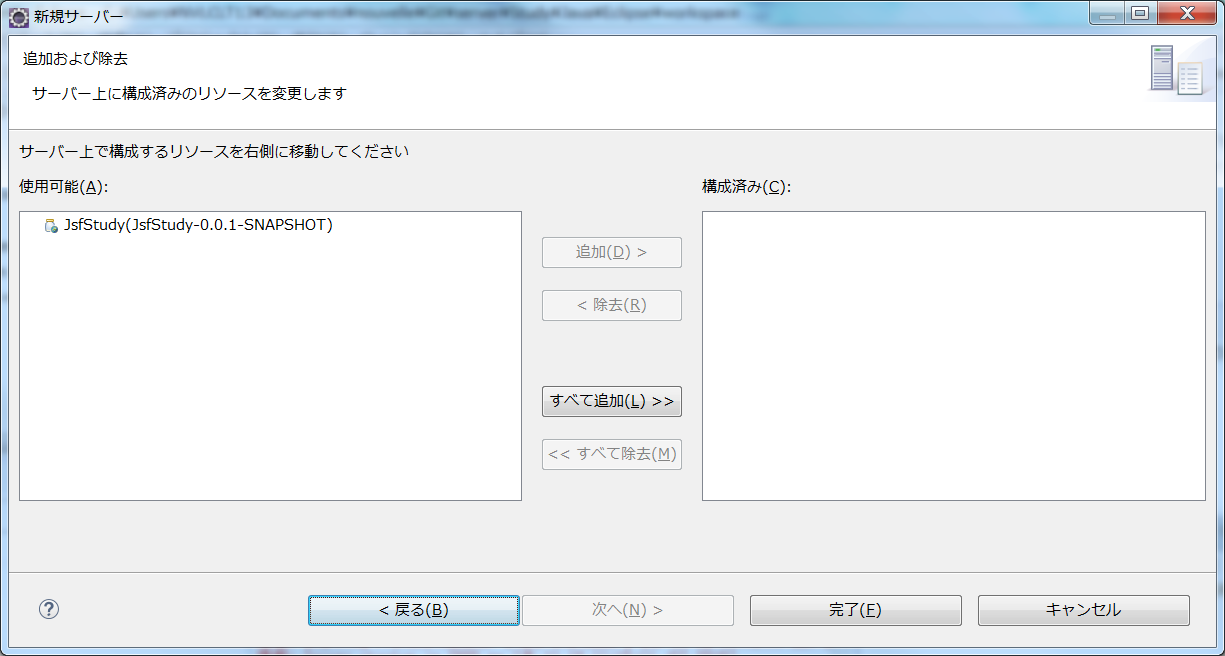 新規サーバー
追加および除去
サーバー上に構成済みのリソースを変更します
サーバー上で構成するリソースを右側に移動してください
使用可能(A):
構成済み(C):
JsfStudy(JsfStudy-0.0.1-SNAPSHOT)
追加(D) >
< 除去(R)
すべて追加(L) >>
<< すべて除去(M)
< 戻る(B)
次へ(N) >
完了(F)
キャンセル